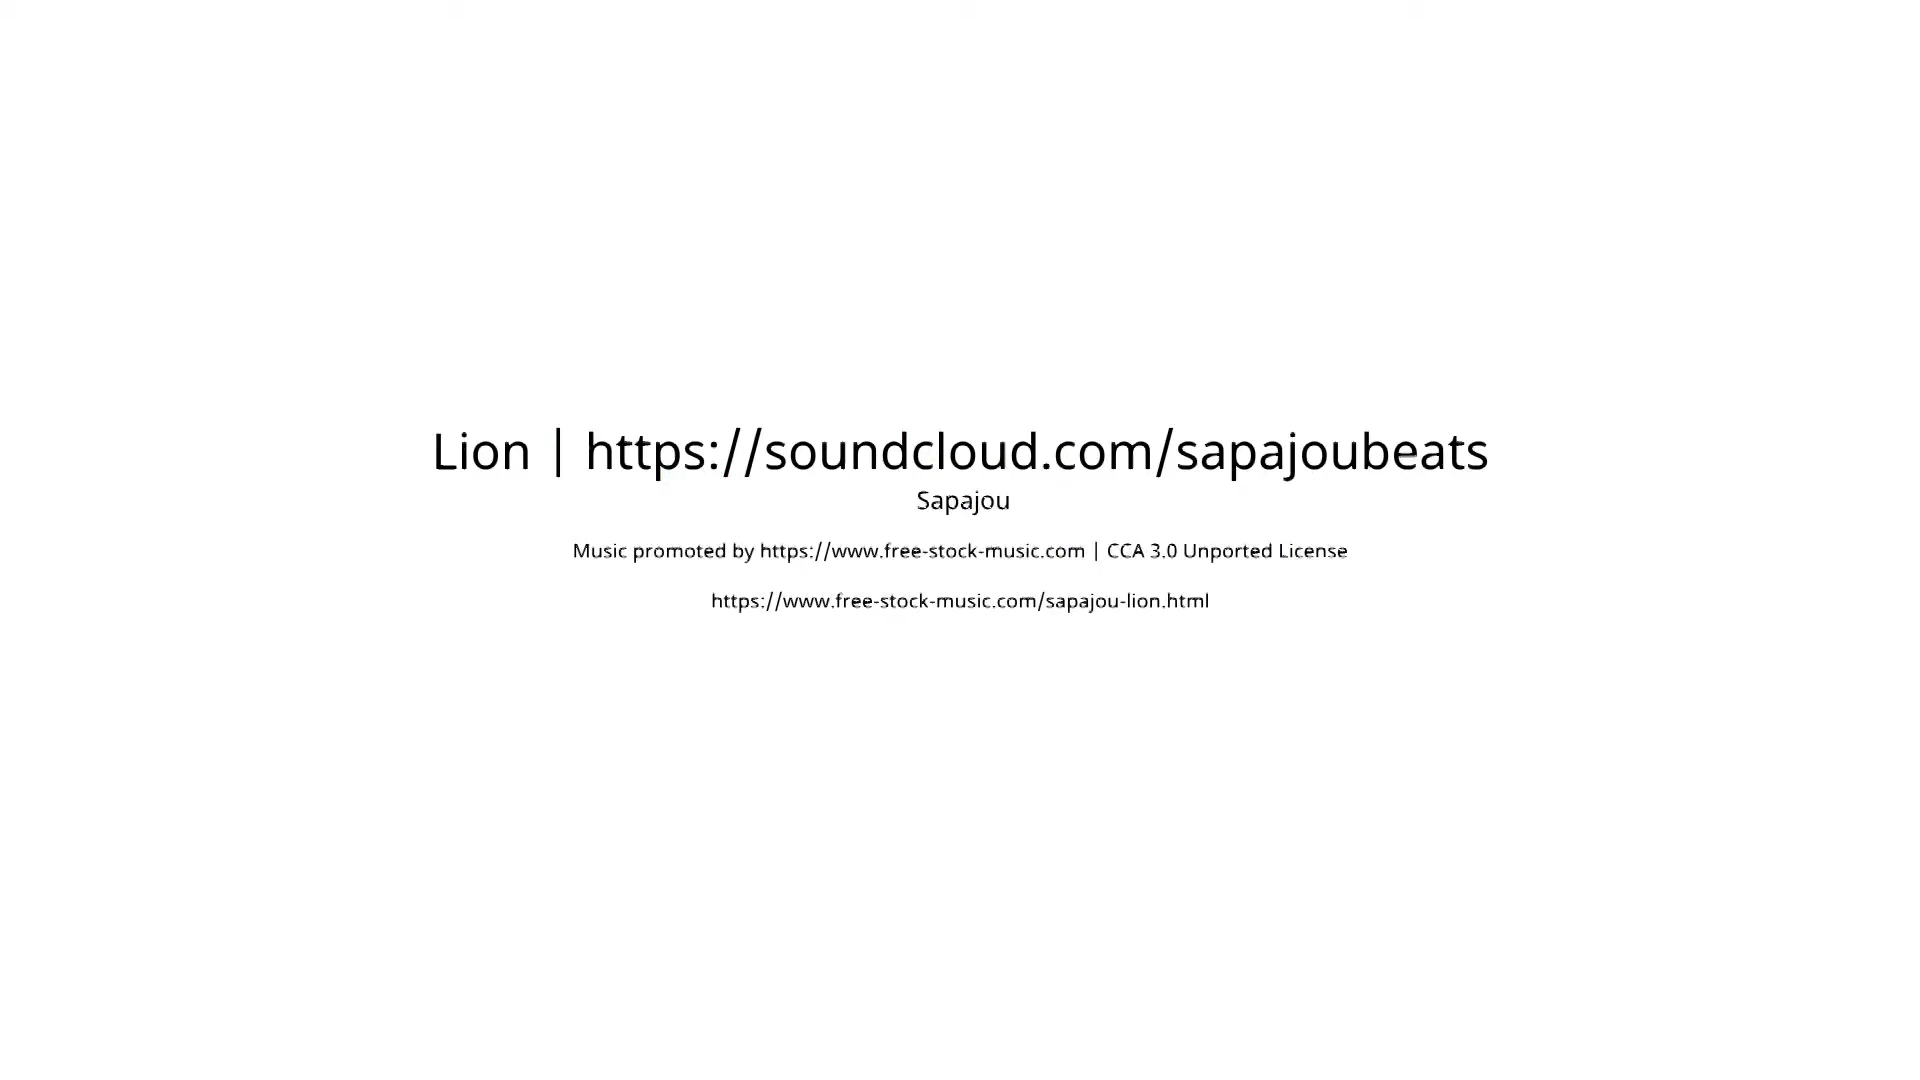 Lion | https://soundcloud.com/sapajoubeats
Sapajou
Music promoted by https://www.free-stock-music.com | CCA 3.0 Unported License
https://www.free-stock-music.com/sapajou-lion.html